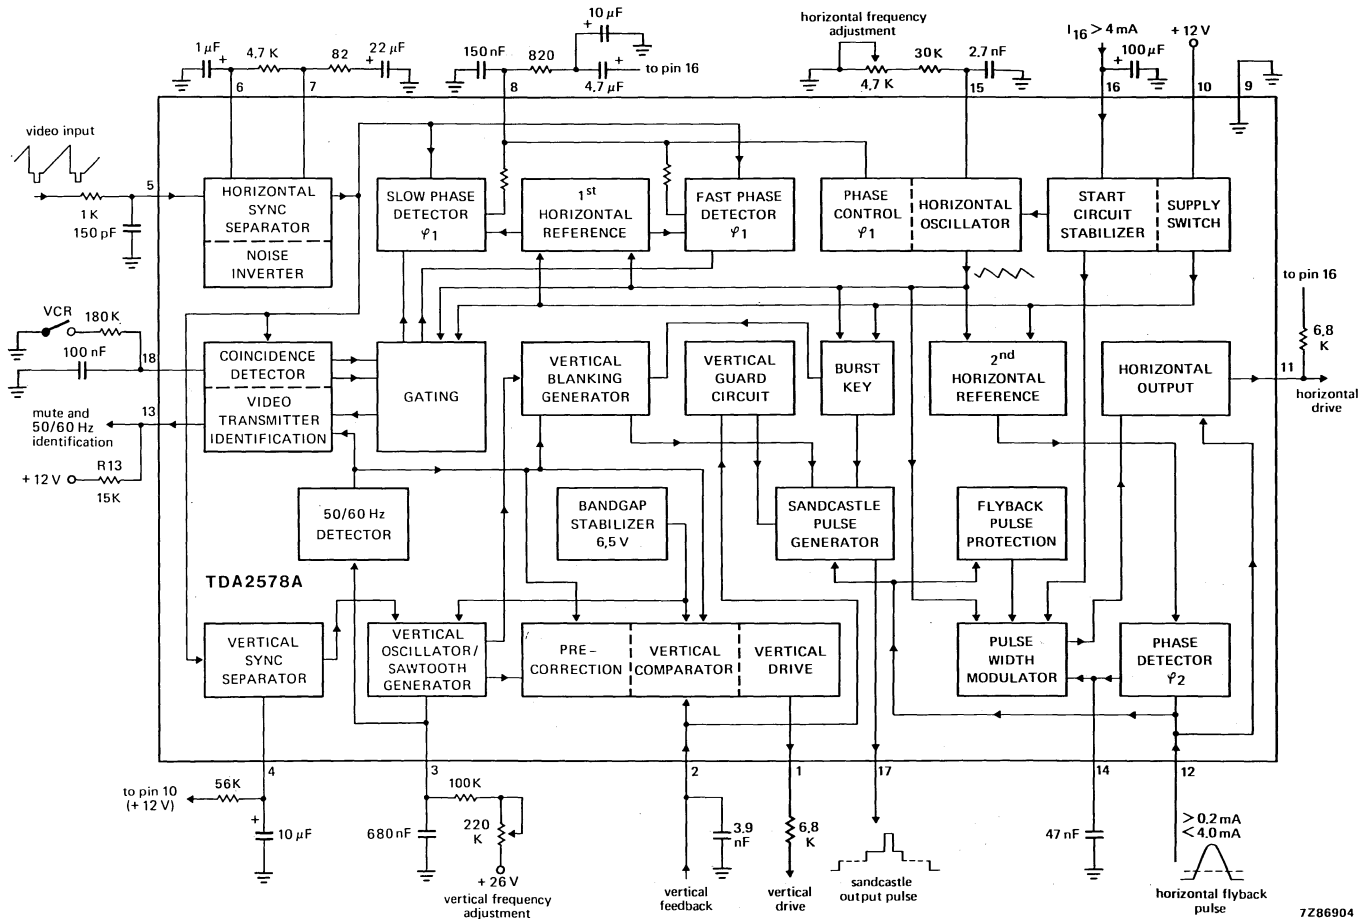 1 µF
+
4,7 K
82
22 µF
+
6
7
150 nF
820
10 µF
+
4,7 µF
+
to pin 16
8
horizontal frequency
adjustment
4,7 K
30K
2,7 nF
15
I16 > 4 mA
100 µF
+
16
+ 12 V
10
9
video input
5
1 K
150 pF
HORIZONTAL
SYNC
SEPARATOR
NOISE
INVERTER
SLOW PHASE
DETECTOR
φ1
1st
HORIZONTAL
REFERENCE
FAST PHASE
DETECTOR
φ1
PHASE
CONTROL
φ1
HORIZONTAL
OSCILLATOR
START
CIRCUIT
STABILIZER
SUPPLY
SWITCH
to pin 16
6,8
K
VCR
180K
100 nF
18
COINCIDENCE
DETECTOR
VIDEO
TRANSMITTER
IDENTIFICATION
GATING
VERTICAL
BLANKING
GENERATOR
VERTICAL
GUARD
CIRCUIT
BURST
KEY
2nd
HORIZONTAL
REFERENCE
HORIZONTAL
OUTPUT
11
horizontal
drive
mute and
50/60 Hz
identification
13
+ 12 V
R13
15K
50/60 Hz
DETECTOR
BANDGAP
STABILIZER
6,5 V
SANDCASTLE
PULSE
GENERATOR
FLYBACK
PULSE
PROTECTION
TDA2578A
VERTICAL
SYNC
SEPARATOR
VERTICAL
OSCILLATOR/
SAWTOOTH
GENERATOR
PRE-
CORRECTION
VERTICAL
COMPARATOR
VERTICAL
DRIVE
PULSE
WIDTH
MODULATOR
PHASE
DETECTOR
φ2
4
3
2
1
17
14
12
to pin 10
(+ 12 V)
56K
+
10 µF
680 nF
100K
220
K
+ 26 V
vertical frequency
adjustment
3,9
nF
vertical
feedback
6,8
K
vertical
drive
sandcastle
output pulse
47 nF
> 0.2 mA
< 4.0 mA
horizontal flyback
pulse
7Z86904